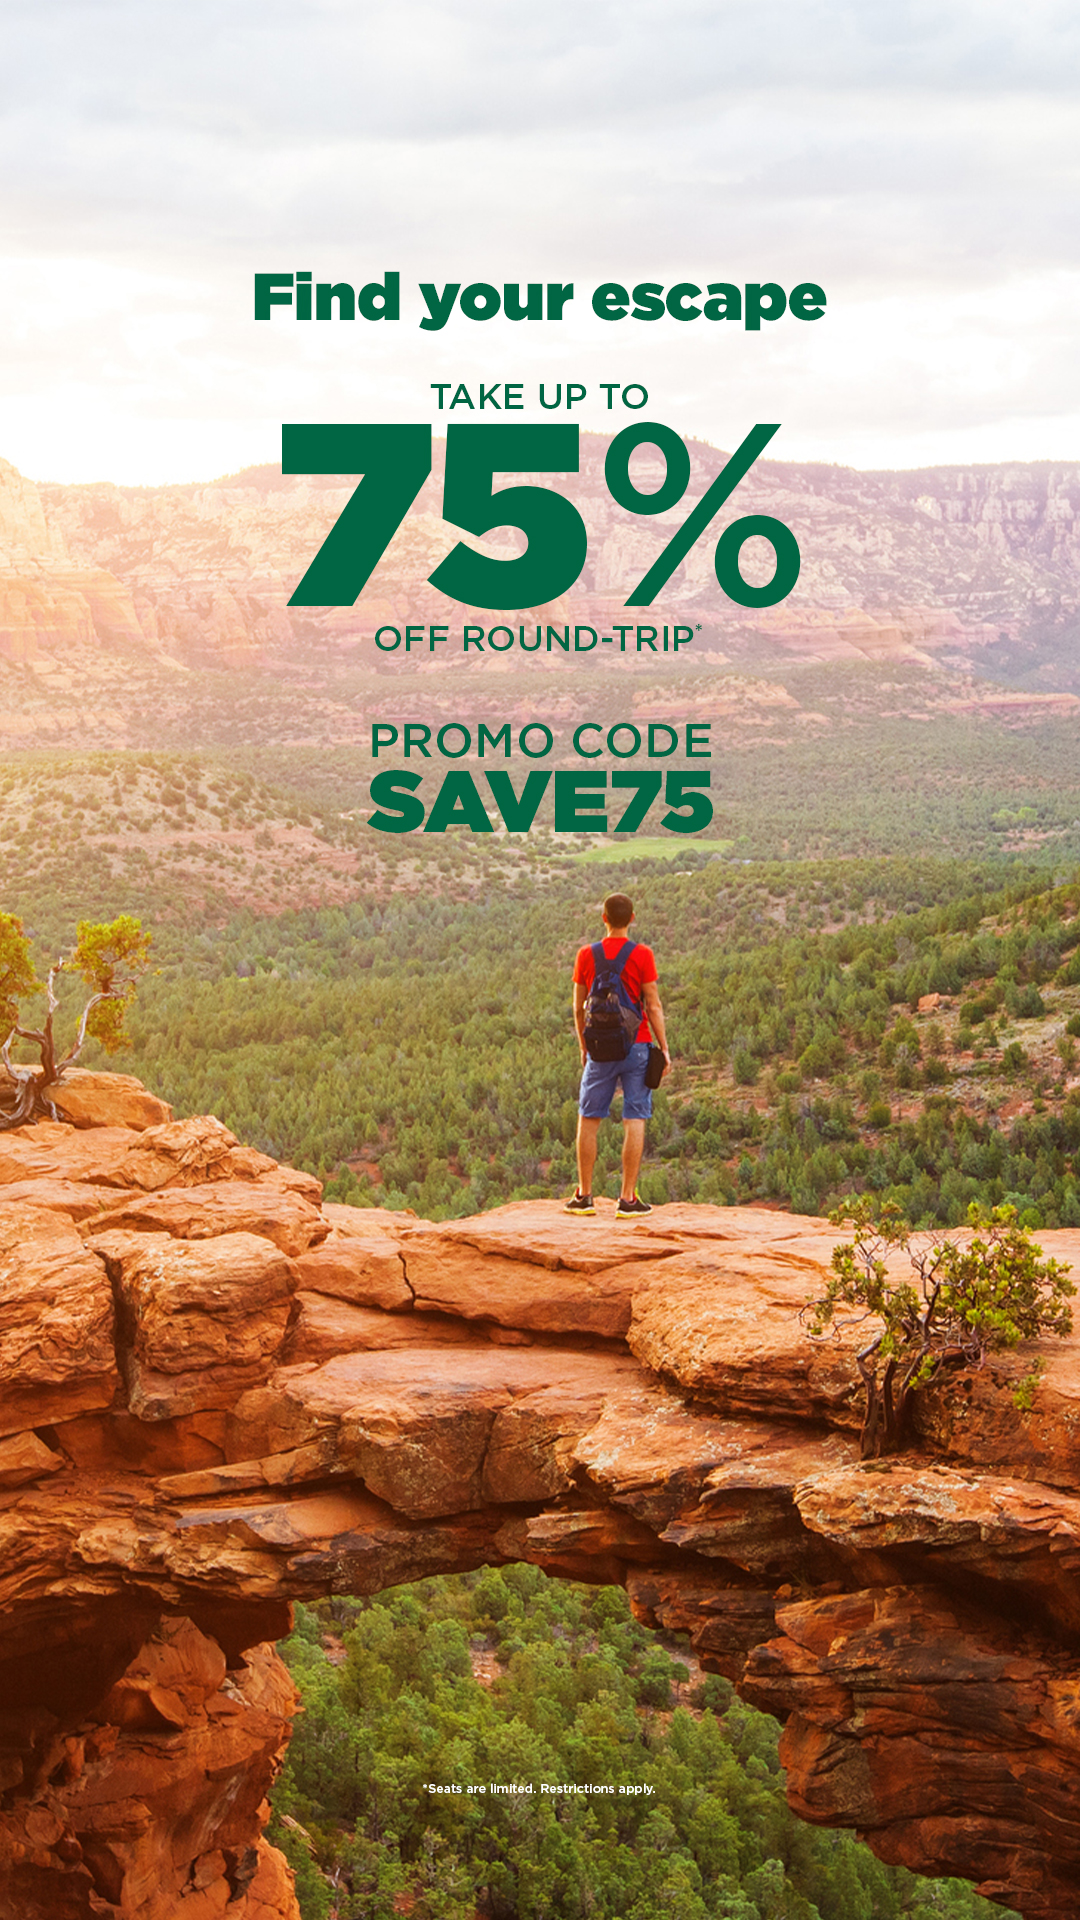 Find your escape
TAKE UP TO
75%
OFF ROUND-TRIP*
PROMO CODE
SAVE75
*Seats are limited. Restrictions apply.